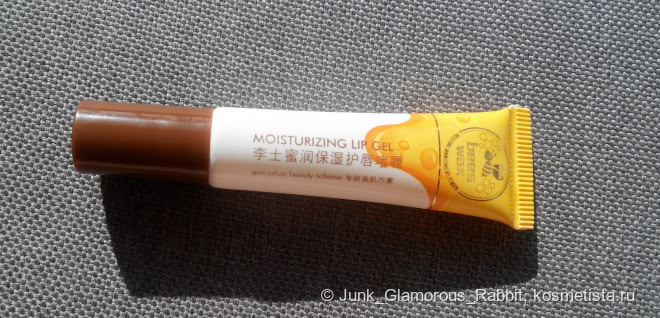 MOISTURIZING LIP GEL
李士蜜润保湿护唇啫喱
specialize beauty scheme 专研美肌方案
bees
wax
© Junk_Glamorous_Rabbit, kosmetista.ru